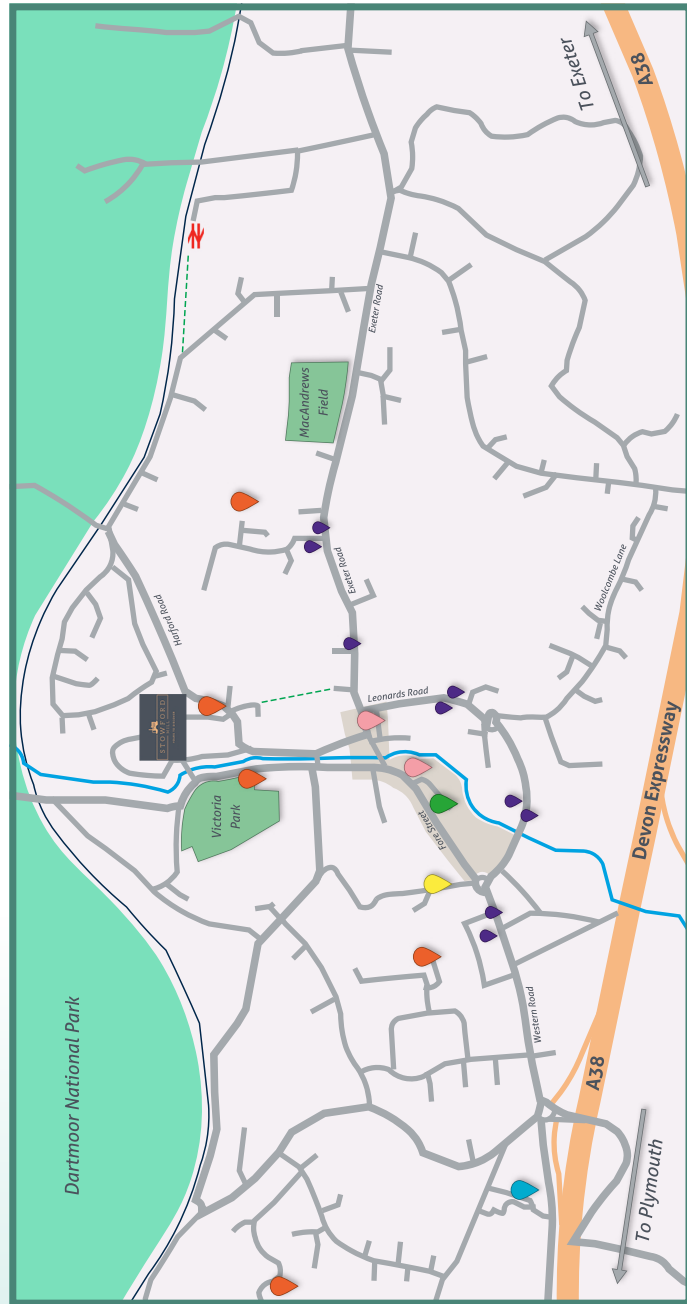 A38
To Exeter
Exeter Road
MacAndrews
Field
Exeter Road
Woolcombe Lane
Harford Road
Leonards Road
STOWFORD
Victoria
Park
Fore Street
Devon Expressway
Western Road
Dartmoor National Park
A38
To Plymouth